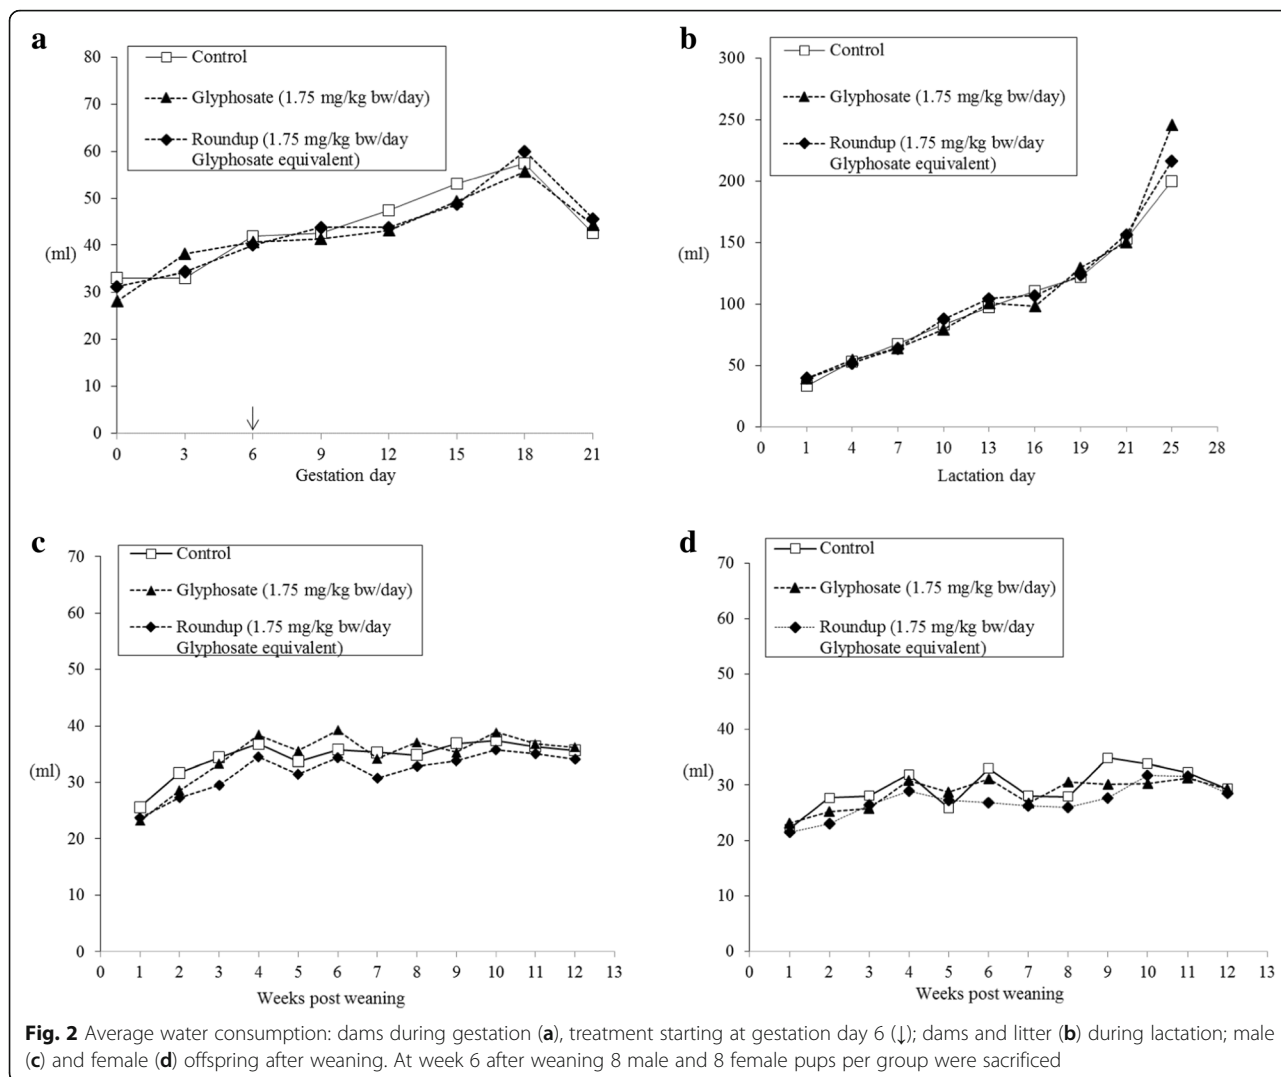 a
80
70
60
50
40
30
20
10
0
(ml)
Control
Glyphosate (1.75 mg/kg bw/day)
Roundup (1.75 mg/kg bw/day
Glyphosate equivalent)
0 3 6 9 12 15 18 21
Gestation day
b
300
250
200
150
100
50
0
(ml)
Control
Glyphosate (1.75 mg/kg bw/day)
Roundup (1.75 mg/kg bw/day
Glyphosate equivalent)
0 1 4 7 10 13 16 19 21 25 28
Lactation day
c
70
60
50
40
30
20
10
0
(ml)
Control
Glyphosate (1.75 mg/kg bw/day)
Roundup (1.75 mg/kg bw/day
Glyphosate equivalent)
0 1 2 3 4 5 6 7 8 9 10 11 12 13
Weeks post weaning
d
70
60
50
40
30
20
10
0
(ml)
Control
Glyphosate (1.75 mg/kg bw/day)
Roundup (1.75 mg/kg bw/day
Glyphosate equivalent)
0 1 2 3 4 5 6 7 8 9 10 11 12 13
Weeks post weaning
Fig. 2 Average water consumption: dams during gestation (a), treatment starting at gestation day 6 (↓); dams and litter (b) during lactation; male
(c) and female (d) offspring after weaning. At week 6 after weaning 8 male and 8 female pups per group were sacrificed